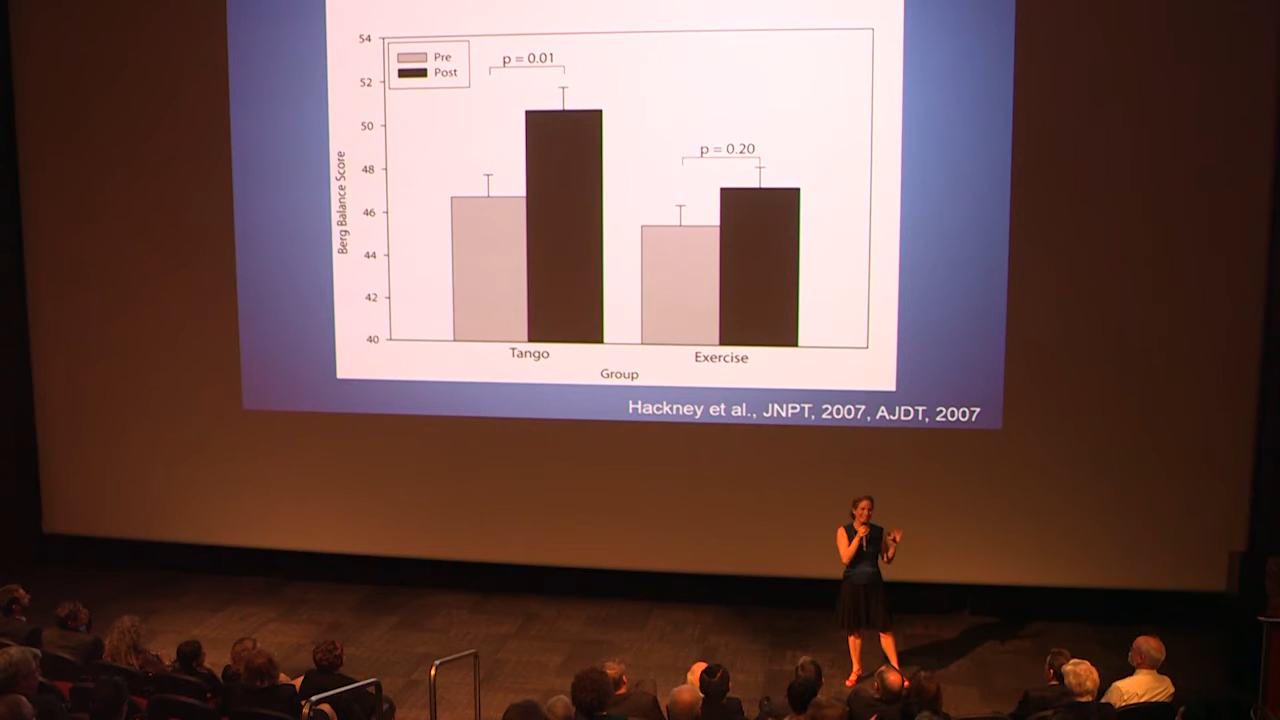 54
52
50
48
46
44
42
40
Berg Balance Score
Pre
Post
p = 0.01
p = 0.20
Tango
Exercise
Group
Hackney et al., JNPT, 2007, AJDT, 2007